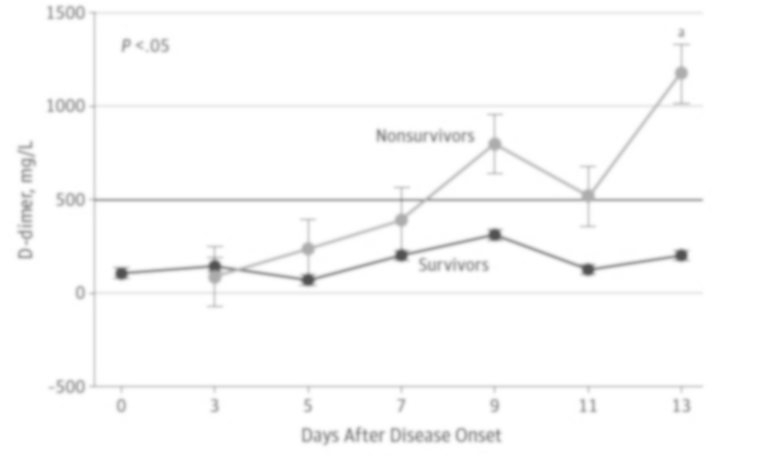 1500
P <.05
a
1000
Nonsurvivors
D-dimer, mg/L
500
Survivors
0
-500
0 3 5 7 9 11 13
Days After Disease Onset